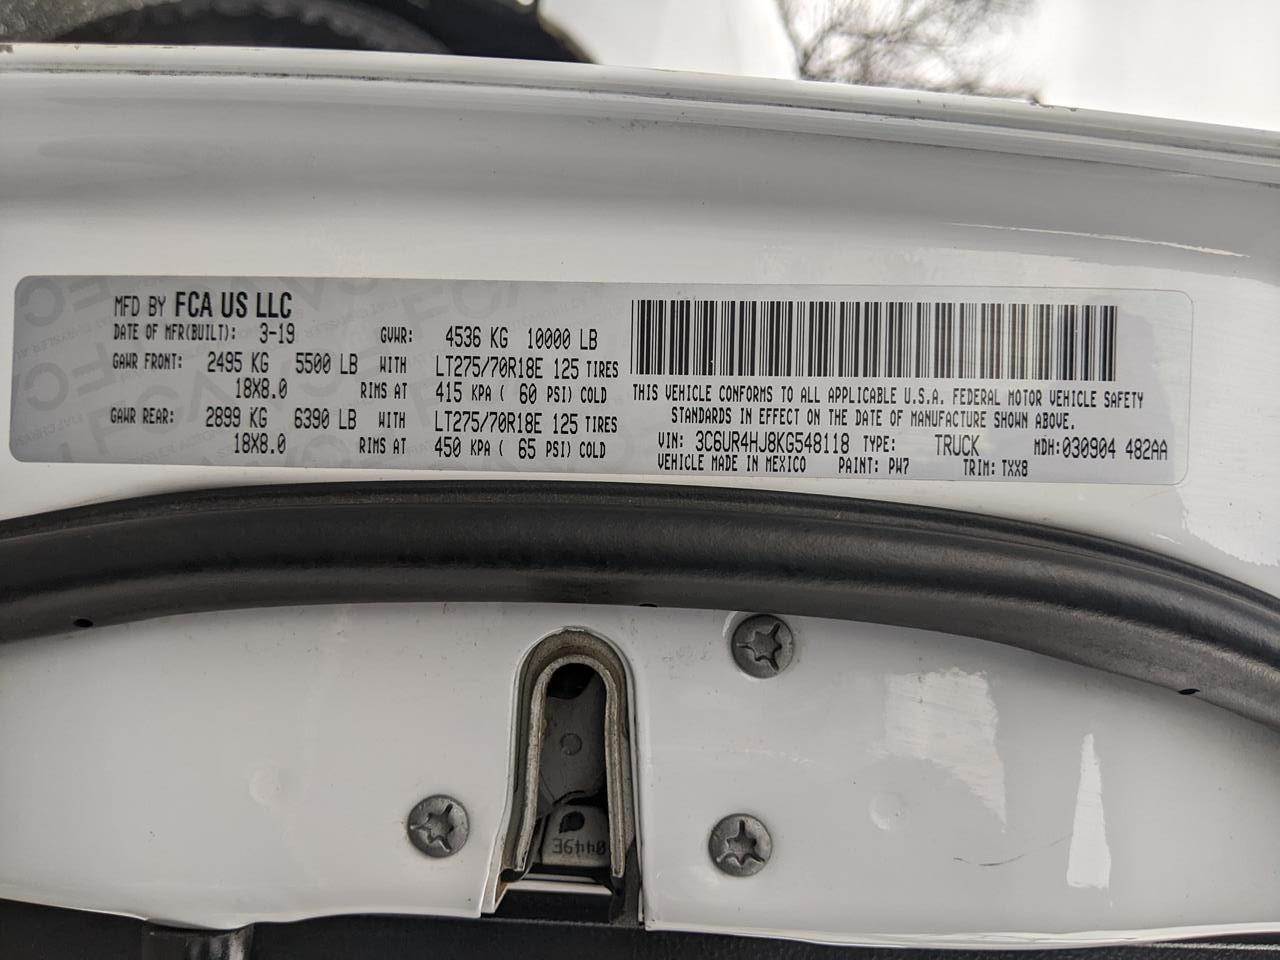 MFD BY FCA US LLC
DATE OF MFR(BUILT): 3-19 GVWR: 4536 KG 10000 LB
GAWR FRONT: 2495 KG 5500 LB WITH LT275/70R18E 125 TIRES
18X8.0 RIMS AT 415 KPA ( 60 PSI) COLD
GAWR REAR: 2899 KG 6390 LB WITH LT275/70R18E 125 TIRES
18X8.0 RIMS AT 450 KPA ( 65 PSI) COLD
THIS VEHICLE CONFORMS TO ALL APPLICABLE U.S.A. FEDERAL MOTOR VEHICLE SAFETY
STANDARDS IN EFFECT ON THE DATE OF MANUFACTURE SHOWN ABOVE.
VIN: 3C6UR4HJ8KG548118 TYPE: TRUCK MDH:030904 482AA
VEHICLE MADE IN MEXICO PAINT: PW7 TRIM: TXX8
0449E